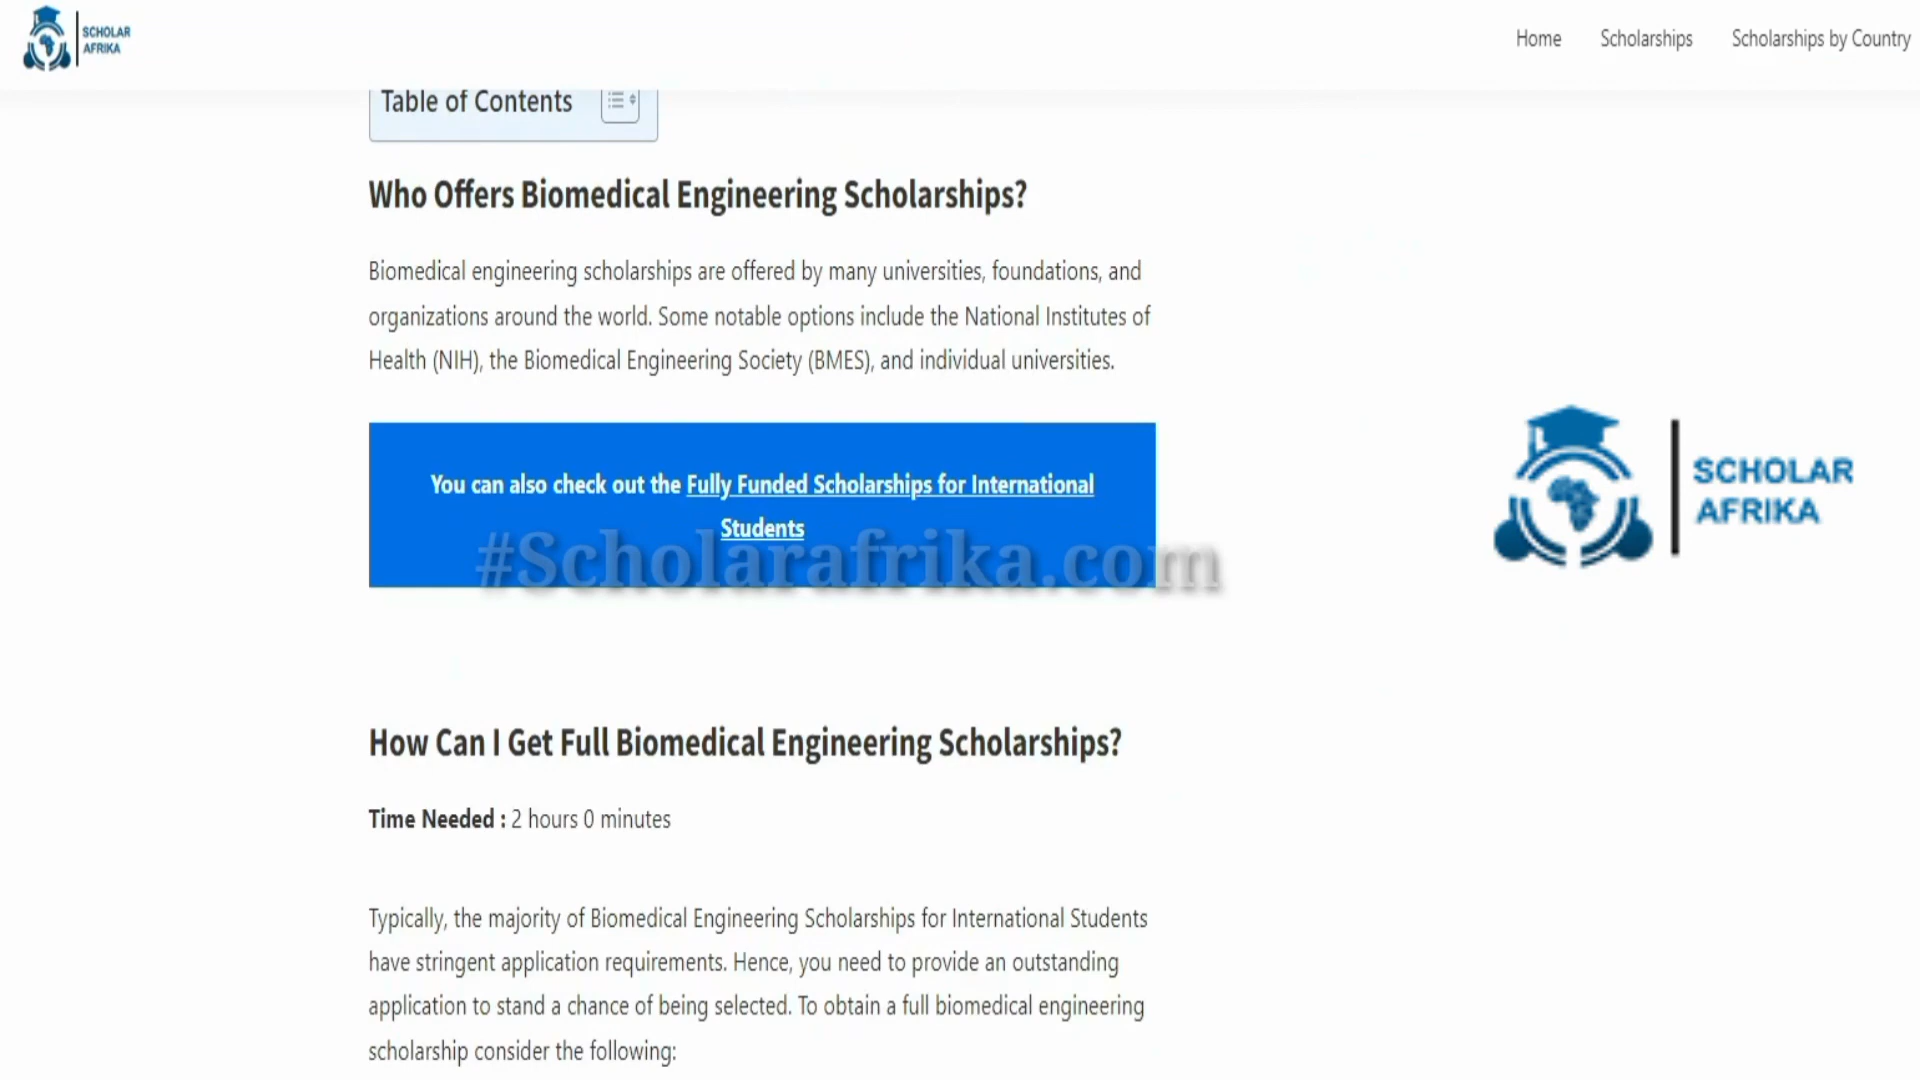 SCHOLAR
AFRIKA
Home Scholarships Scholarships by Country
Table of Contents
Who Offers Biomedical Engineering Scholarships?
Biomedical engineering scholarships are offered by many universities, foundations, and
organizations around the world. Some notable options include the National Institutes of
Health (NIH), the Biomedical Engineering Society (BMES), and individual universities.
You can also check out the Fully Funded Scholarships for International
Students
#Scholarafrika.com
SCHOLAR
AFRIKA
How Can I Get Full Biomedical Engineering Scholarships?
Time Needed : 2 hours 0 minutes
Typically, the majority of Biomedical Engineering Scholarships for International Students
have stringent application requirements. Hence, you need to provide an outstanding
application to stand a chance of being selected. To obtain a full biomedical engineering
scholarship consider the following: